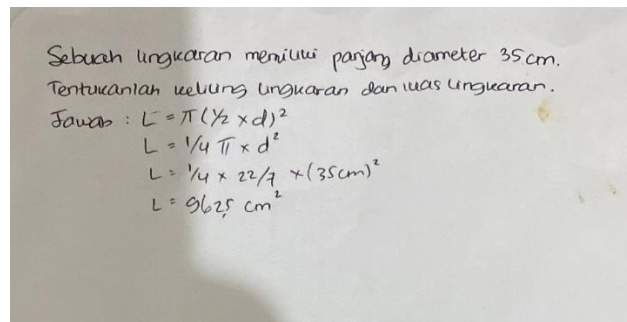 Sebuah lingkaran memiliki panjang diameter 35 cm.
Tentukanlah keliling lingkaran dan luas lingkaran.
Jawab : L = π (1/2 x d)²
L = 1/4 π x d²
L = 1/4 x 22/7 x (35cm)²
L = 962,5 cm²